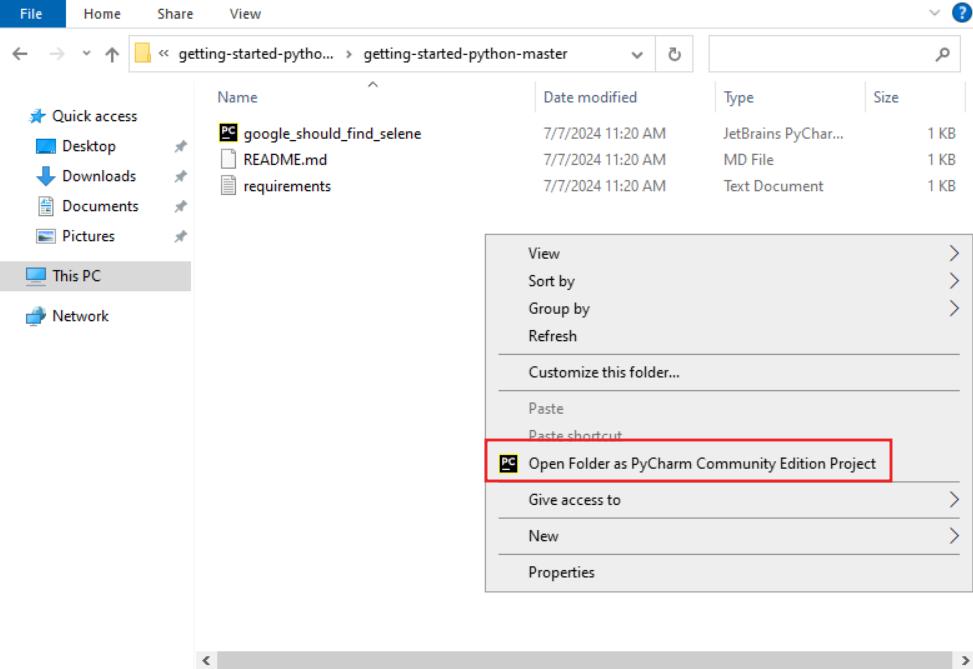 File Home Share View ?
« getting-started-pytho... › getting-started-python-master
Name Date modified Type Size
Quick access
Desktop
Downloads
Documents
Pictures
This PC
Network
PC google_should_find_selene 7/7/2024 11:20 AM JetBrains PyChar... 1 KB
README.md 7/7/2024 11:20 AM MD File 1 KB
requirements 7/7/2024 11:20 AM Text Document 1 KB
View
Sort by
Group by
Refresh
Customize this folder...
Paste
Paste shortcut
PC Open Folder as PyCharm Community Edition Project
Give access to
New
Properties